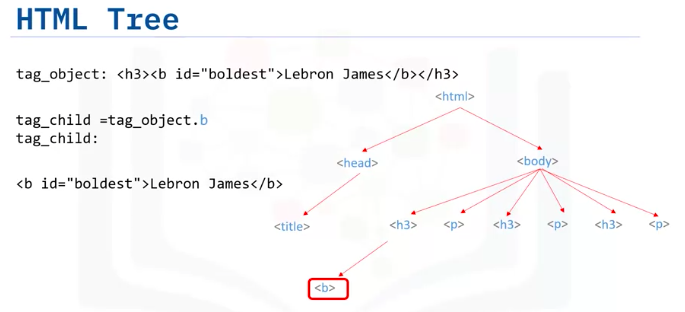 HTML Tree
tag_object: <h3><b id="boldest">Lebron James</b></h3>
<html>
tag_child =tag_object.b
tag_child:
<head>
<body>
<b id="boldest">Lebron James</b>
<title>
<h3> <p> <h3> <p> <h3> <p>
<b>